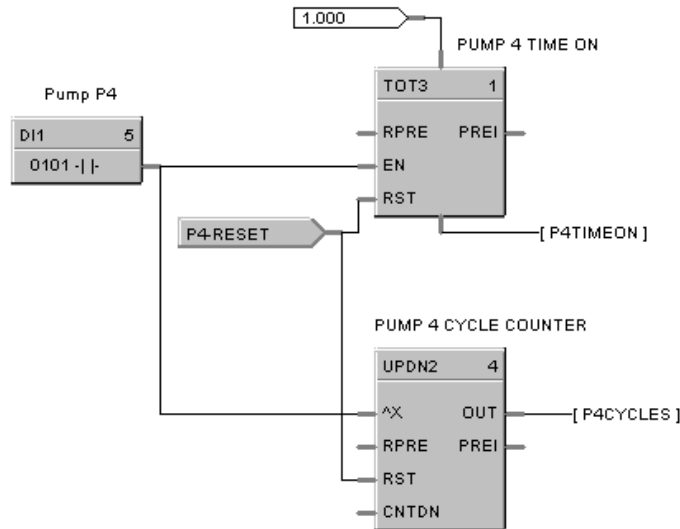 1.000
PUMP 4 TIME ON
TOT3 1
RPRE PREI
EN
RST
Pump P4
DI1 5
0101 -| |-
P4-RESET
[ P4TIMEON ]
PUMP 4 CYCLE COUNTER
UPDN2 4
^X OUT
[ P4CYCLES ]
RPRE PREI
RST
CNTDN